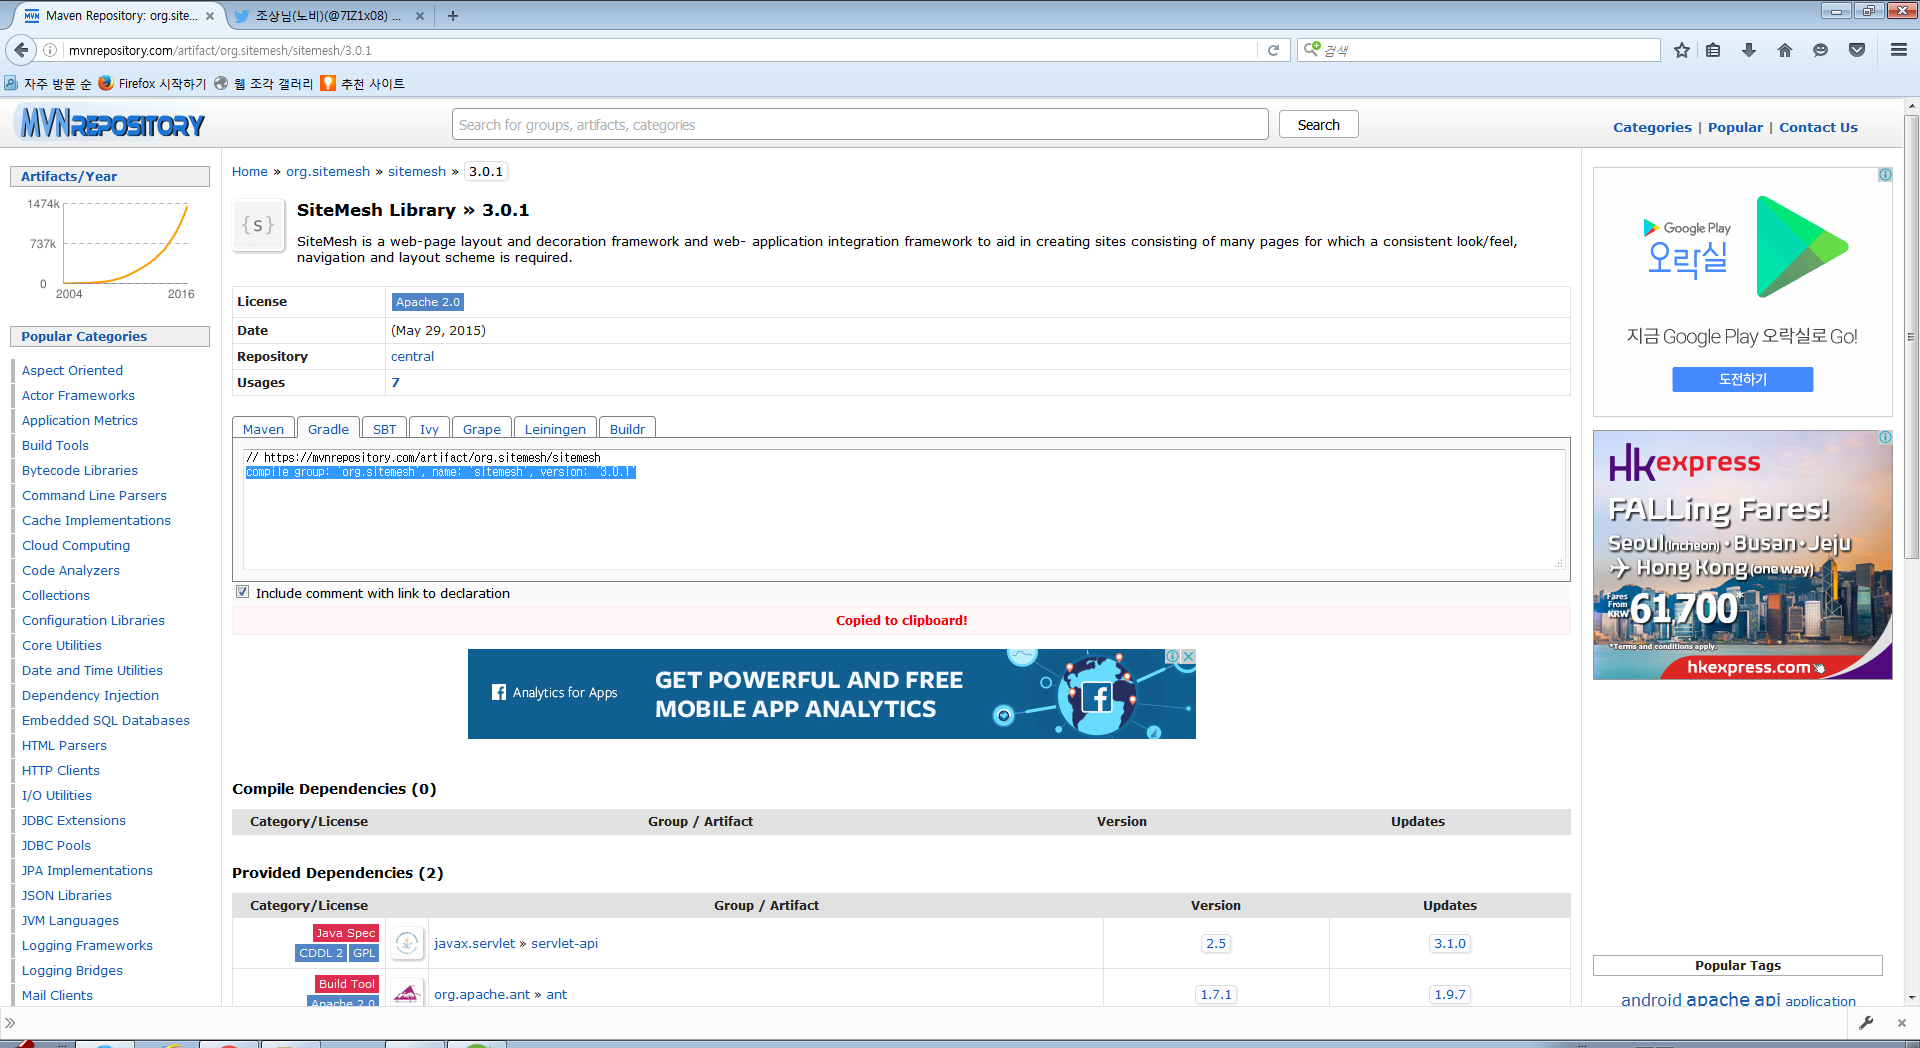 Maven Repository: org.site...
조상님(노비)(@7IZ1x08) ...
mvnrepository.com/artifact/org.sitemesh/sitemesh/3.0.1
검색
자주 방문 순
Firefox 시작하기
웹 조각 갤러리
추천 사이트
MVNREPOSITORY
Search for groups, artifacts, categories
Search
Categories | Popular | Contact Us
Artifacts/Year
1474k
737k
0
2004 2016
Popular Categories
Aspect Oriented
Actor Frameworks
Application Metrics
Build Tools
Bytecode Libraries
Command Line Parsers
Cache Implementations
Cloud Computing
Code Analyzers
Collections
Configuration Libraries
Core Utilities
Date and Time Utilities
Dependency Injection
Embedded SQL Databases
HTML Parsers
HTTP Clients
I/O Utilities
JDBC Extensions
JDBC Pools
JPA Implementations
JSON Libraries
JVM Languages
Logging Frameworks
Logging Bridges
Mail Clients
Home » org.sitemesh » sitemesh » 3.0.1
{s}
SiteMesh Library » 3.0.1
SiteMesh is a web-page layout and decoration framework and web- application integration framework to aid in creating sites consisting of many pages for which a consistent look/feel,
navigation and layout scheme is required.
License Apache 2.0
Date (May 29, 2015)
Repository central
Usages 7
Maven Gradle SBT Ivy Grape Leiningen Buildr
// https://mvnrepository.com/artifact/org.sitemesh/sitemesh
compile group: 'org.sitemesh', name: 'sitemesh', version: '3.0.1'
Include comment with link to declaration
Copied to clipboard!
Analytics for Apps
GET POWERFUL AND FREE
MOBILE APP ANALYTICS
Compile Dependencies (0)
Category/License Group / Artifact Version Updates
Provided Dependencies (2)
Category/License Group / Artifact Version Updates
Java Spec
CDDL 2 GPL
javax.servlet » servlet-api 2.5 3.1.0
Build Tool
Apache 2.0
org.apache.ant » ant 1.7.1 1.9.7
Google Play
오락실
지금 Google Play 오락실로 Go!
도전하기
HK express
FALLing Fares!
Seoul(Incheon)·Busan·Jeju
Hong Kong (one way)
Fares From KRW 61,700*
*Terms and conditions apply.
hkexpress.com
Popular Tags
android apache api application